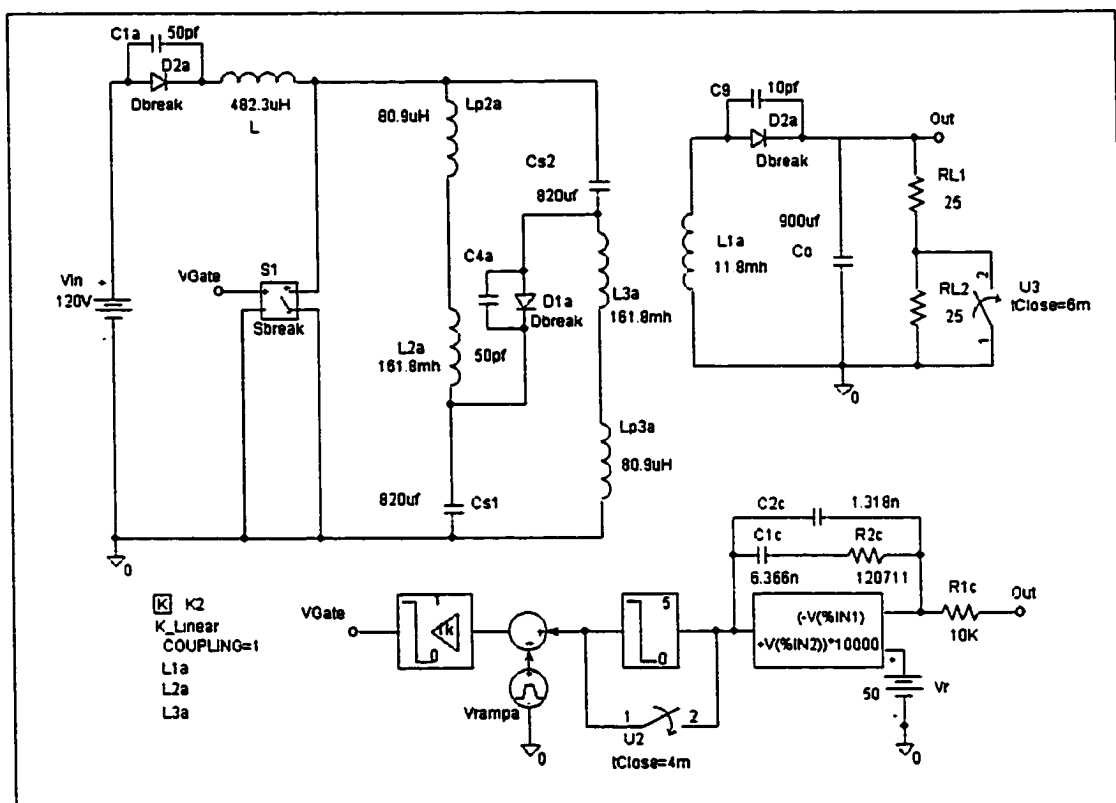 C1a 50pf
D2a
Dbreak
482.3uH
L
80.9uH
Lp2a
Cs2
820uf
C4a
D1a
Dbreak
50pf
L3a
161.8mh
L2a
161.8mh
Lp3a
80.9uH
820uf
Cs1
Vin
120V
VGate
S1
Sbreak
0
C9 10pf
D2a
Dbreak
Out
L1a
11.8mh
900uf
Co
RL1
25
RL2
25
2
1
U3
tClose=6m
0
K K2
K_Linear
COUPLING=1
L1a
L2a
L3a
VGate
1
1k
0
Vrampa
0
5
0
1 2
U2
tClose=4m
C2c 1.318n
C1c R2c
6.366n 120711
(-V(%IN1)
+V(%IN2))*10000
R1c
10K
Out
50 Vr
0